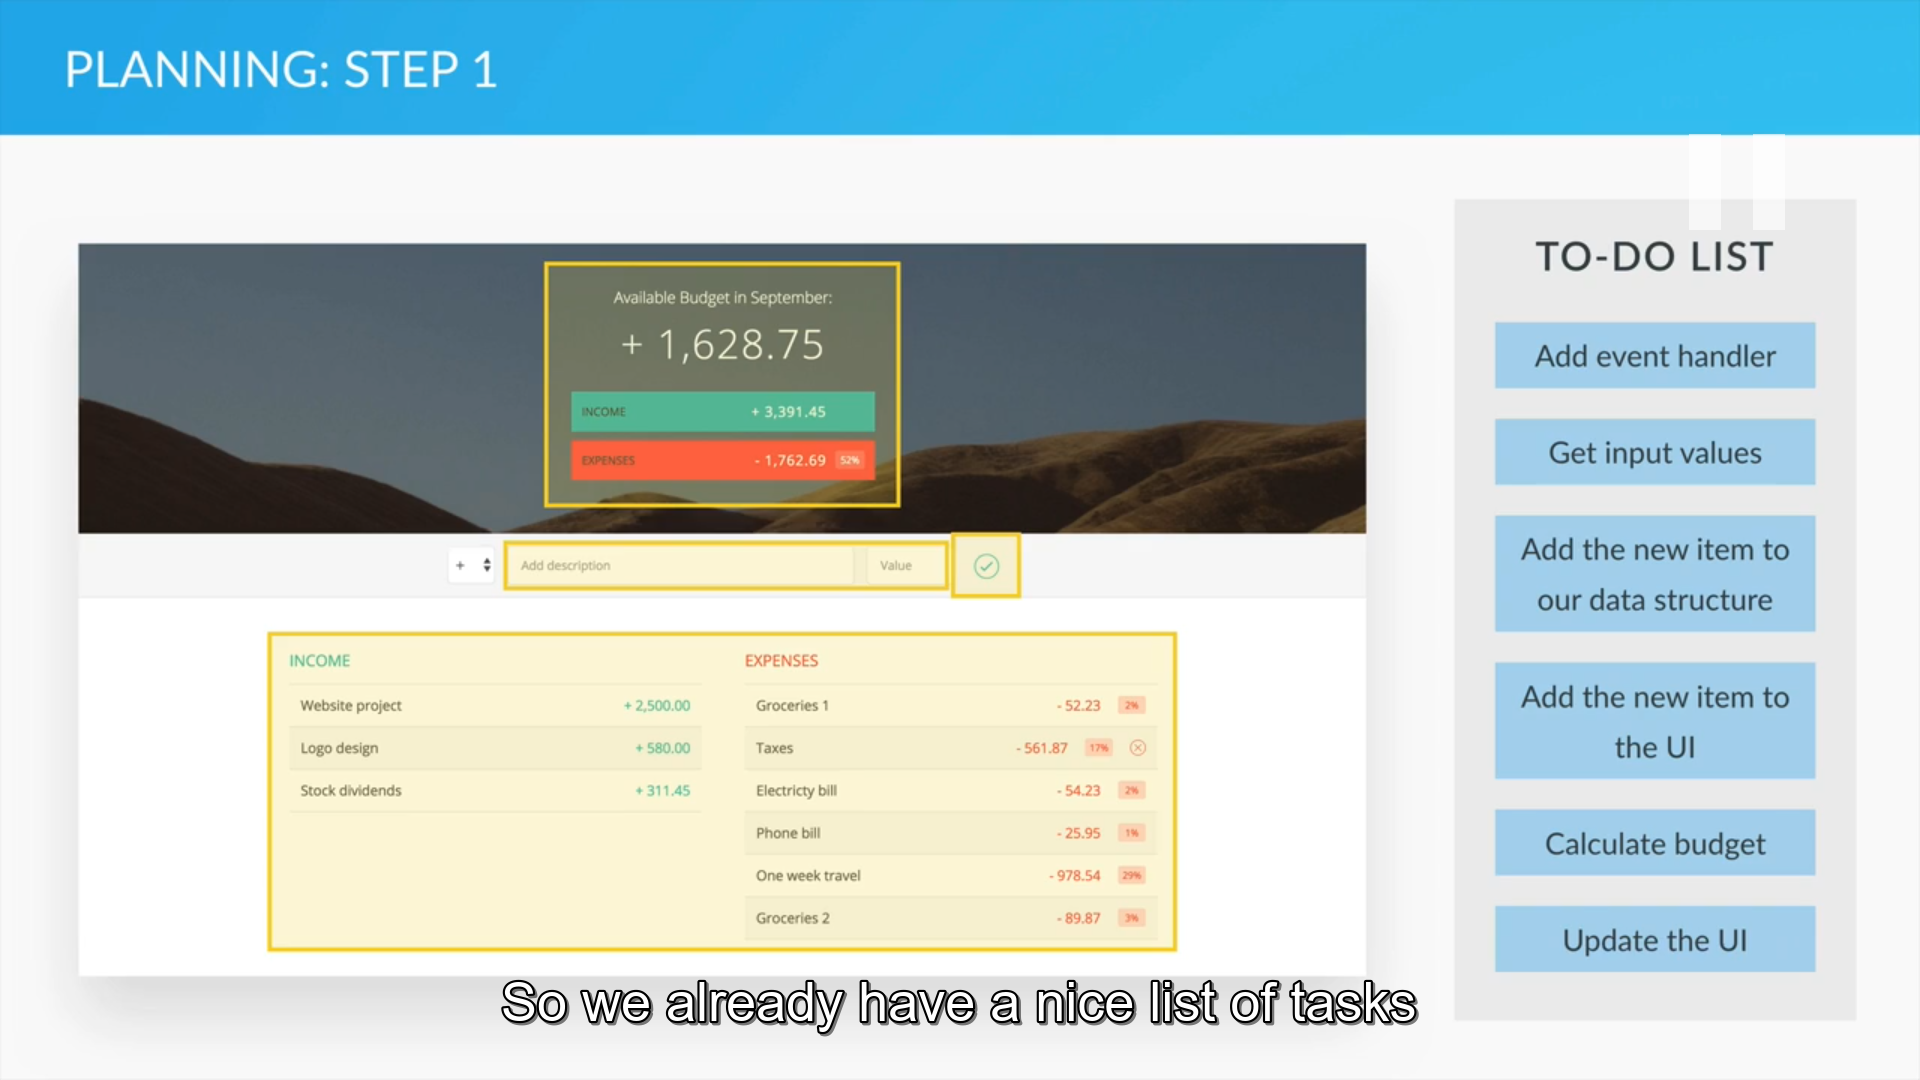 PLANNING: STEP 1
Available Budget in September:
+ 1,628.75
INCOME + 3,391.45
EXPENSES - 1,762.69 52%
+ Add description Value
INCOME
Website project + 2,500.00
Logo design + 580.00
Stock dividends + 311.45
EXPENSES
Groceries 1 - 52.23 2%
Taxes - 561.87 17%
Electricty bill - 54.23 2%
Phone bill - 25.95 1%
One week travel - 978.54 29%
Groceries 2 - 89.87 3%
TO-DO LIST
Add event handler
Get input values
Add the new item to
our data structure
Add the new item to
the UI
Calculate budget
Update the UI
So we already have a nice list of tasks